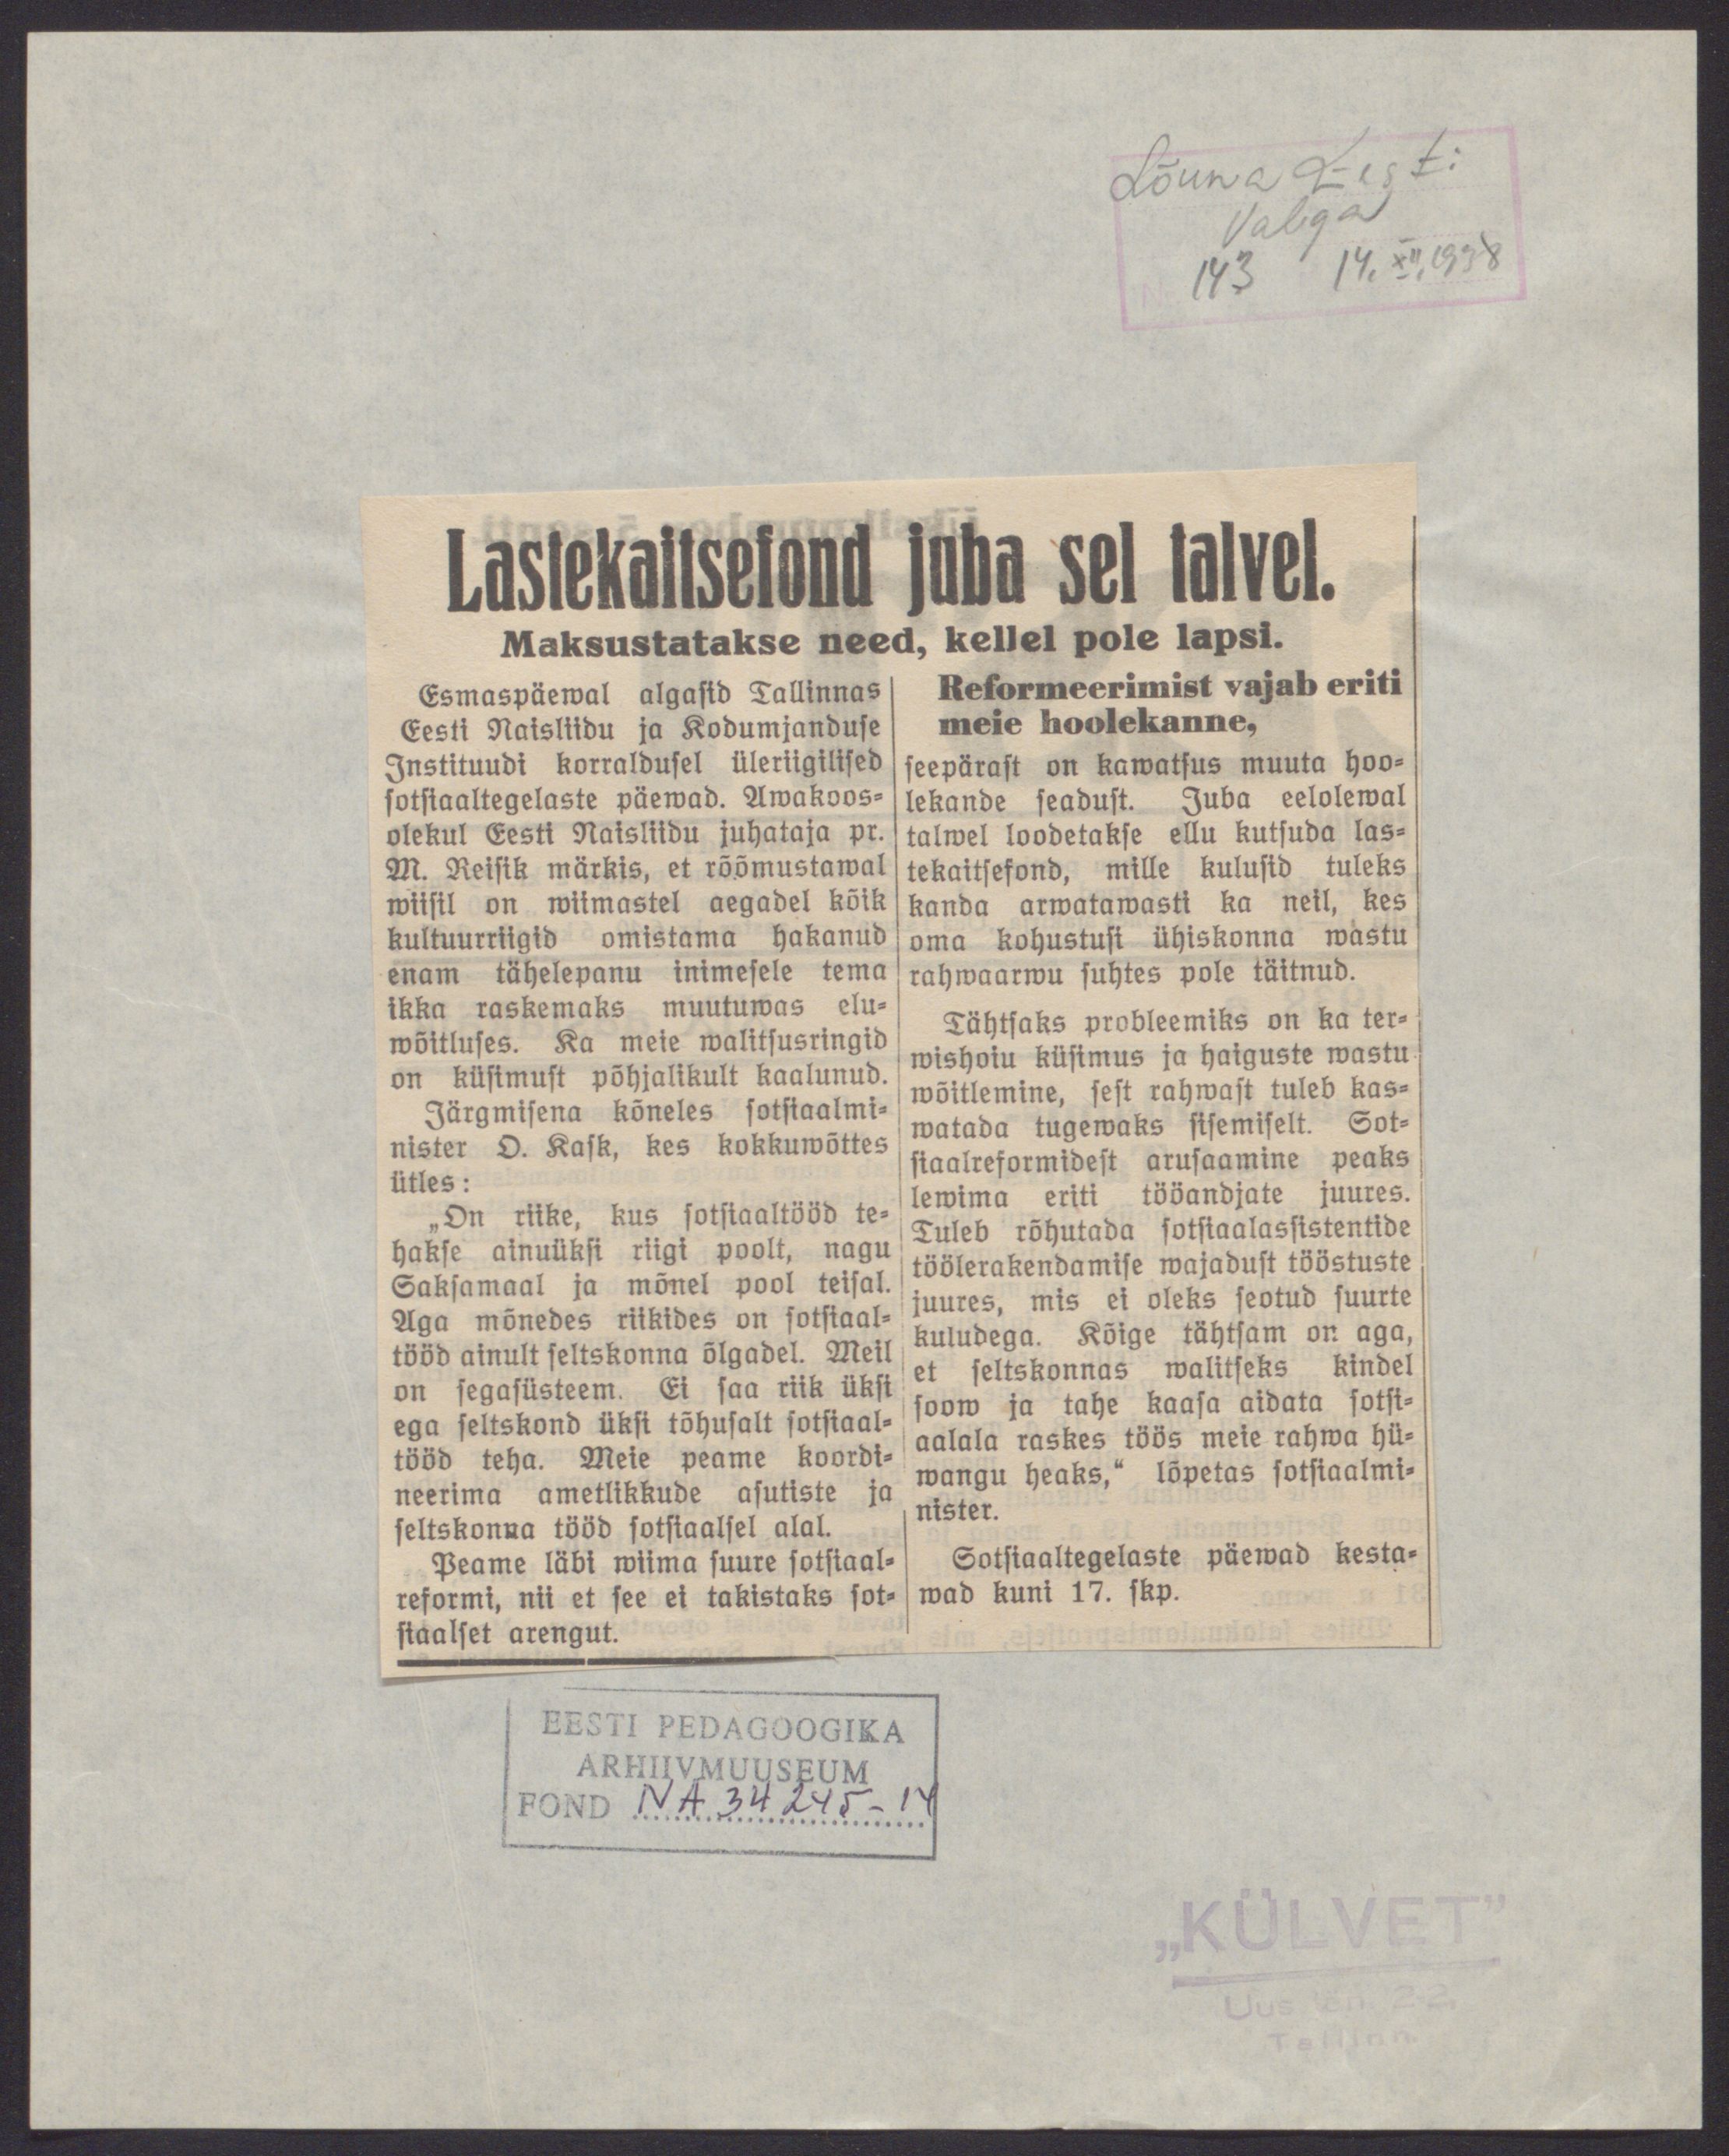 Lõuna Eesti
Valga
N 143 14. XII. 1938
Lastekaitsefond juba sel talvel.
Maksustatakse need, kellel pole lapsi.
Esmaspäewal algasid Tallinnas
Eesti Naisliidu ja Kodumjanduse
Instituudi korraldusel üleriigilised
sotsiaaltegelaste päewad. Awakoos-
olekul Eesti Naisliidu juhataja pr.
M. Reisik märkis, et rõõmustawal
wiisil on wiimastel aegadel kõik
kultuurriigid omistama hakanud
enam tähelepanu inimesele tema
ikka raskemaks muutuwas elu-
wõitluses. Ka meie walitsusringid
on küsimust põhjalikult kaalunud.
Järgmisena kõneles sotsiaalmi-
nister O. Kask, kes kokkuwõttes
ütles:
„On riike, kus sotsiaaltööd te-
hakse ainuüksi riigi poolt, nagu
Saksamaal ja mõnel pool teisal.
Aga mõnedes riikides on sotsiaal-
tööd ainult seltskonna õlgadel. Meil
on segasüsteem. Ei saa riik üksi
ega seltskond üksi tõhusalt sotsiaal-
tööd teha. Meie peame koordi-
neerima ametlikkude asutiste ja
seltskonna tööd sotsiaalsel alal.
Peame läbi wiima suure sotsiaal-
reformi, nii et see ei takistaks sot-
siaalset arengut.
Reformeerimist vajab eriti
meie hoolekanne,
seepärast on kawatsus muuta hoo-
lekande seadust. Juba eelolewal
talwel loodetakse ellu kutsuda las-
tekaitsefond, mille kulusid tuleks
kanda arwatawasti ka neil, kes
oma kohustusi ühiskonna wastu
rahwaarwu suhtes pole täitnud.
Tähtsaks probleemiks on ka ter-
wishoiu küsimus ja haiguste wastu
wõitlemine, sest rahwast tuleb kas-
watada tugewaks sisemiselt. Sot-
siaalreformidest arusaamine peaks
lewima eriti tööandjate juures.
Tuleb rõhutada sotsiaalassistentide
töölerakendamise wajadust tööstuste
juures, mis ei oleks seotud suurte
kuludega. Kõige tähtsam on aga,
et seltskonnas walitseks kindel
soow ja tahe kaasa aidata sotsi-
aalala raskes töös meie rahwa hü-
wangu heaks,“ lõpetas sotsiaalmi-
nister.
Sotsiaaltegelaste päewad kesta-
wad kuni 17. skp.
EESTI PEDAGOOGIKA
ARHIIVMUUSEUM
FOND NA 34 245-14
„KÜLVET”
Uus tän. 22,
Tallinn